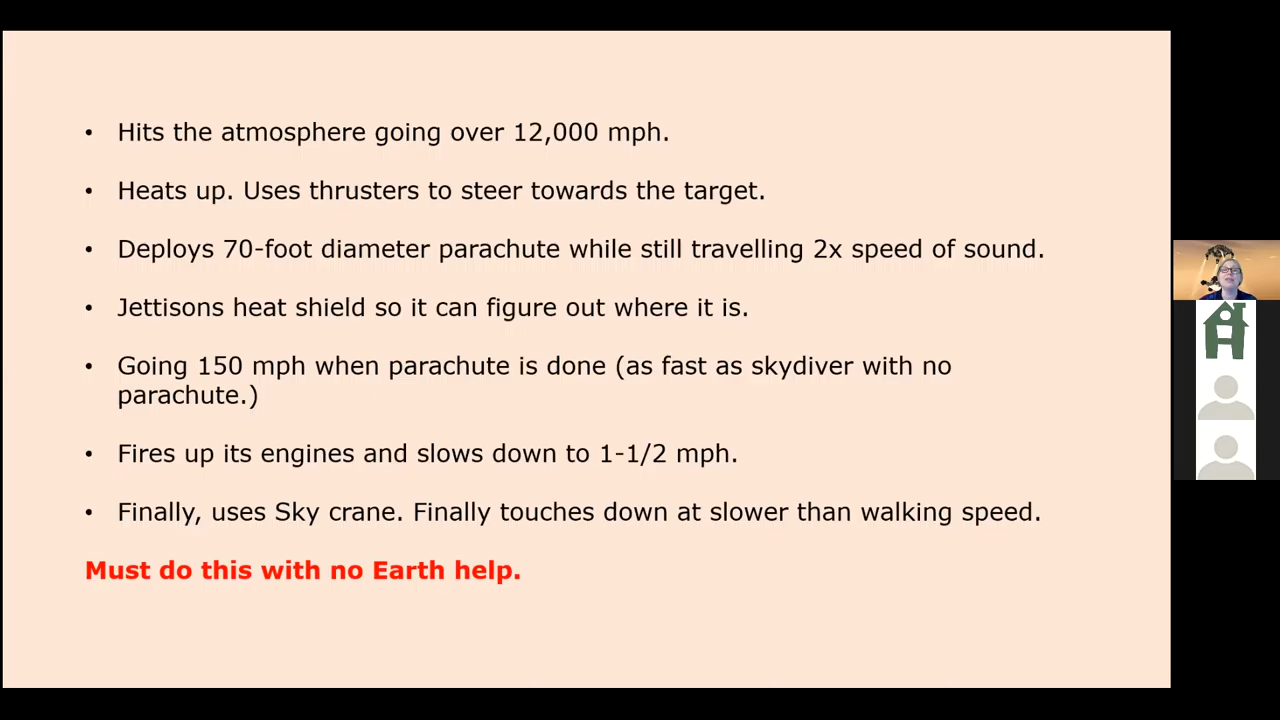 • Hits the atmosphere going over 12,000 mph.
• Heats up. Uses thrusters to steer towards the target.
• Deploys 70-foot diameter parachute while still travelling 2x speed of sound.
• Jettisons heat shield so it can figure out where it is.
• Going 150 mph when parachute is done (as fast as skydiver with no
parachute.)
• Fires up its engines and slows down to 1-1/2 mph.
• Finally, uses Sky crane. Finally touches down at slower than walking speed.
Must do this with no Earth help.